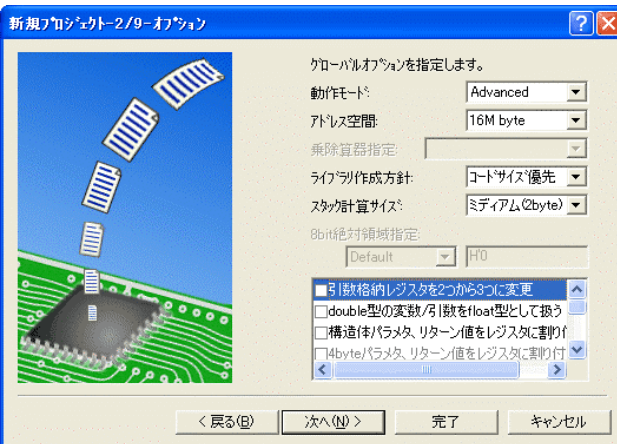 新規ﾌﾟﾛｼﾞｪｸﾄ-2/9-ｵﾌﾟｼｮﾝ
ｸﾞﾛｰﾊﾞﾙｵﾌﾟｼｮﾝを指定します。
動作ﾓｰﾄﾞ: Advanced
ｱﾄﾞﾚｽ空間: 16M byte
乗除算器指定:
ﾗｲﾌﾞﾗﾘ作成方針: ｺｰﾄﾞｻｲｽﾞ優先
ｽﾀｯｸ計算ｻｲｽﾞ: ﾐﾃﾞｨｱﾑ(2byte)
8bit絶対領域指定:
Default H'0
引数格納レジスタを2つから3つに変更
double型の変数/引数をfloat型として扱う
構造体パラメタ、リターン値をレジスタに割り
4byteパラメタ、リターン値をレジスタに割り付
< 戻る(B) 次へ(N) > 完了 キャンセル